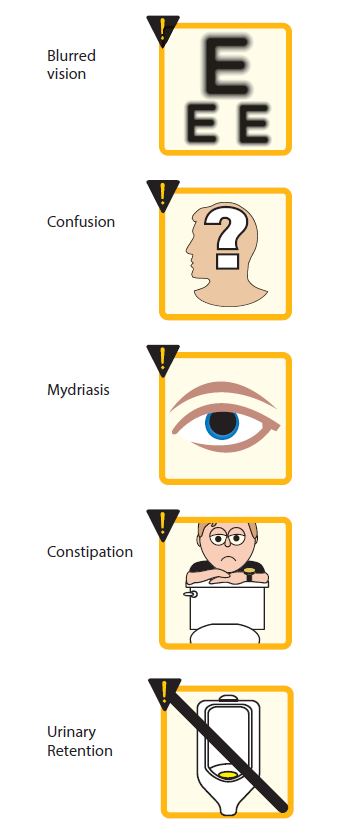 Blurred
vision
E
E E
Confusion
?
Mydriasis
Constipation
Urinary
Retention